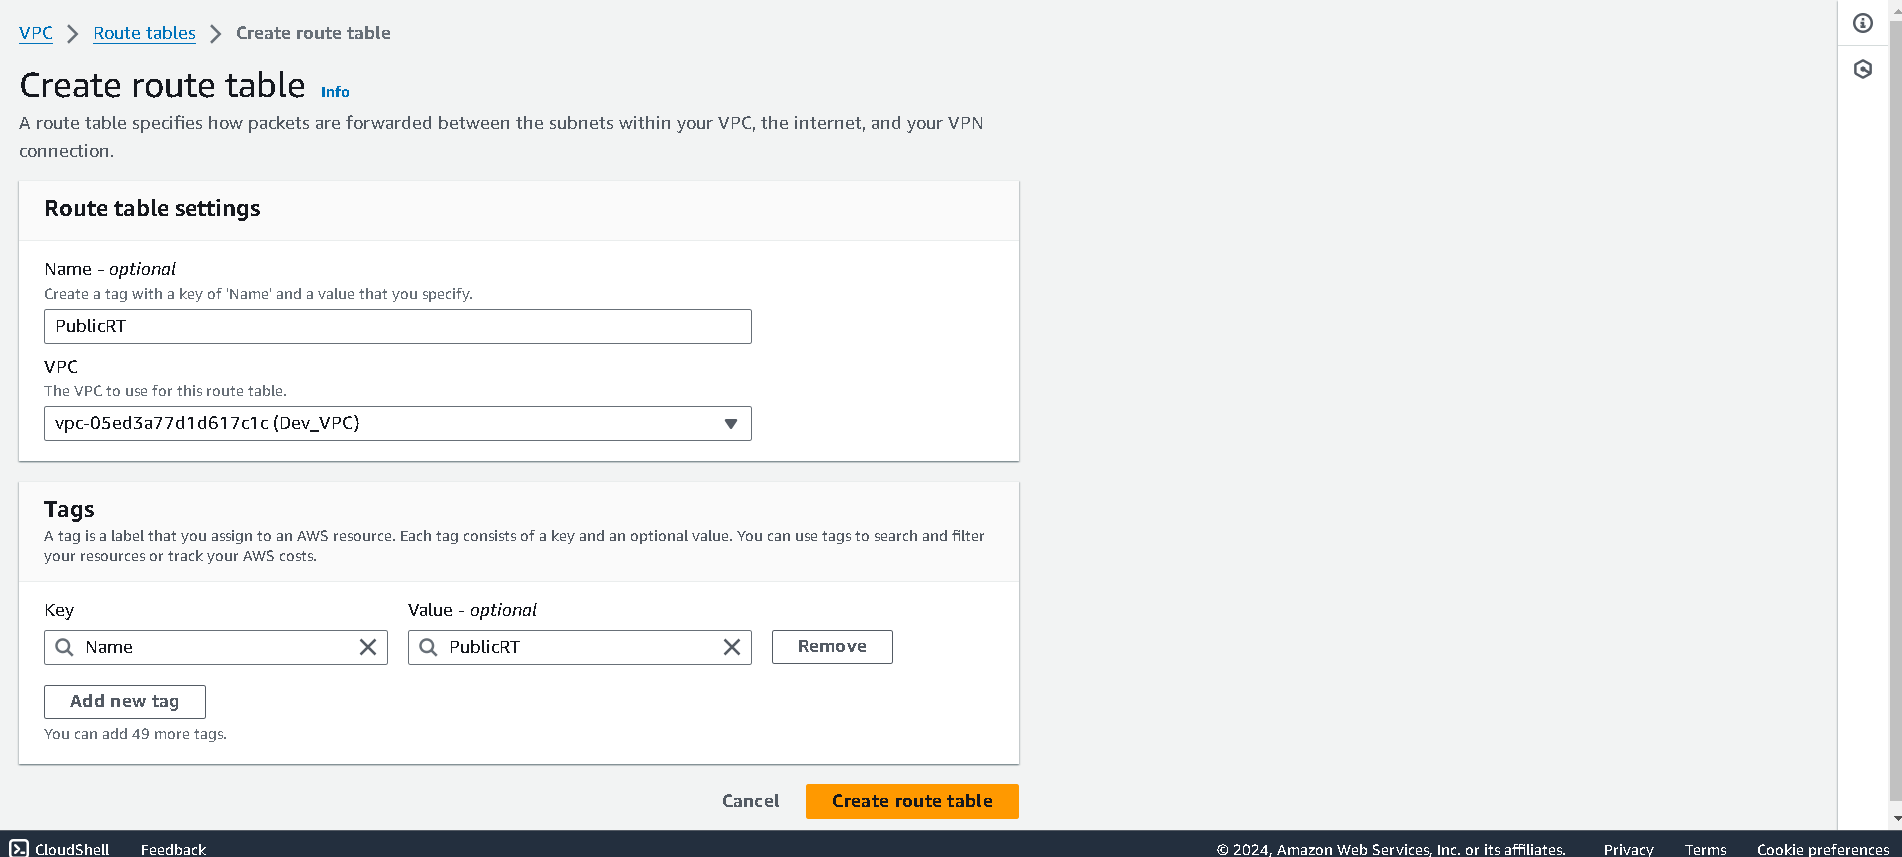 VPC > Route tables > Create route table
Create route table Info
A route table specifies how packets are forwarded between the subnets within your VPC, the internet, and your VPN
connection.
Route table settings
Name - optional
Create a tag with a key of 'Name' and a value that you specify.
PublicRT
VPC
The VPC to use for this route table.
vpc-05ed3a77d1d617c1c (Dev_VPC)
Tags
A tag is a label that you assign to an AWS resource. Each tag consists of a key and an optional value. You can use tags to search and filter
your resources or track your AWS costs.
Key Value - optional
Name PublicRT Remove
Add new tag
You can add 49 more tags.
Cancel Create route table
CloudShell Feedback © 2024, Amazon Web Services, Inc. or its affiliates. Privacy Terms Cookie preferences